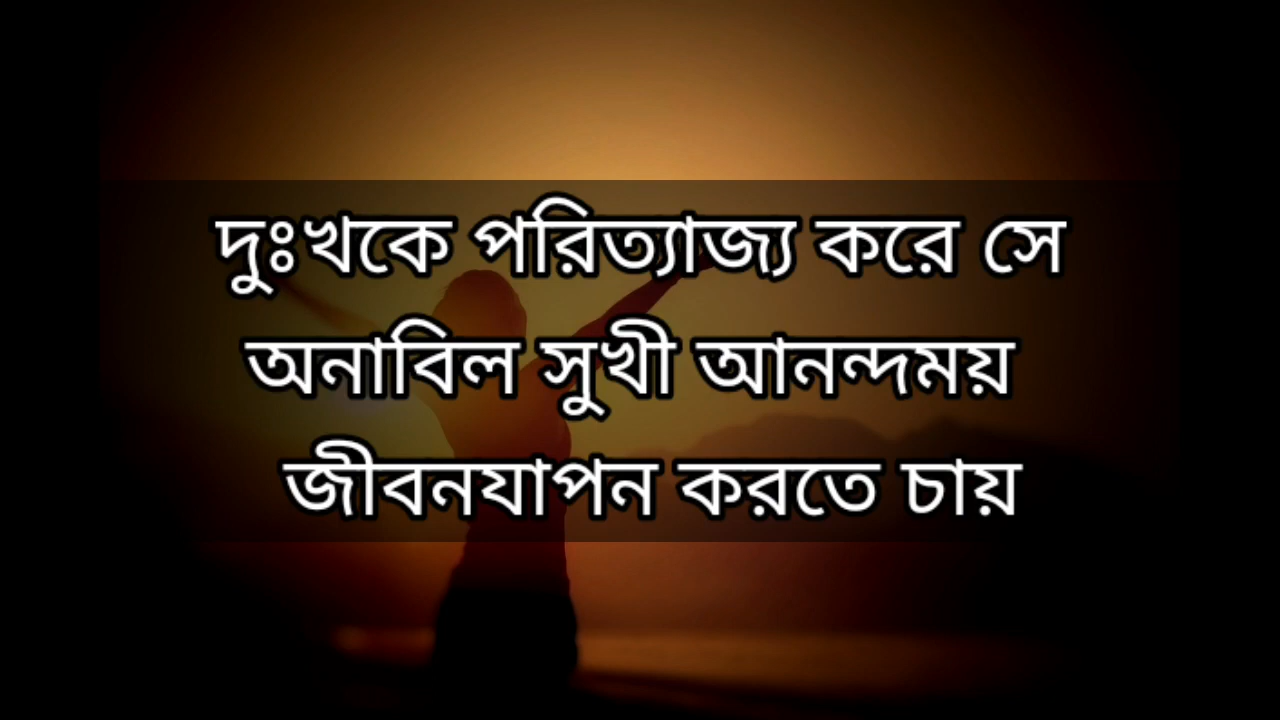 দুঃখকে পরিত্যাজ্য করে সে
অনাবিল সুখী আনন্দময়
জীবনযাপন করতে চায়